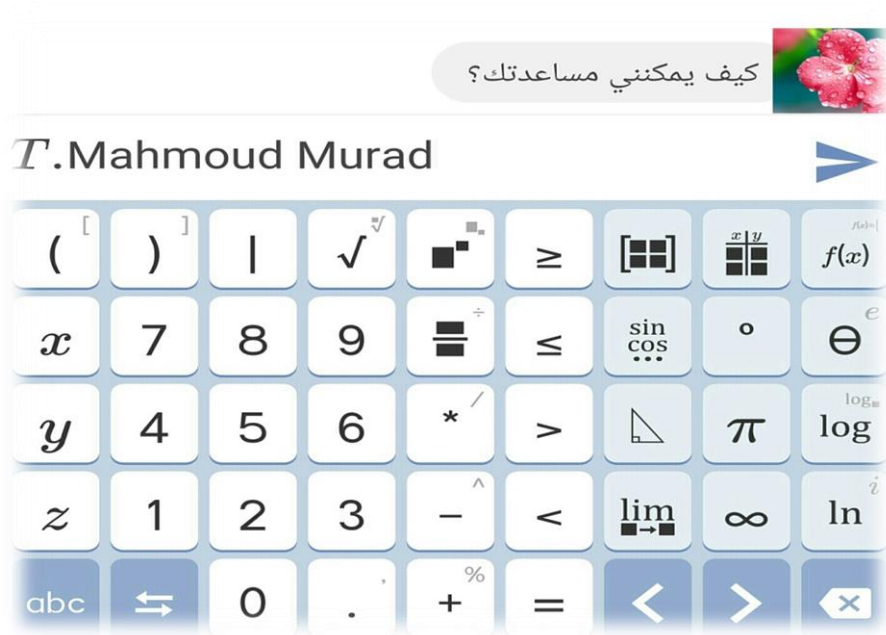 كيف يمكنني مساعدتك؟
T.Mahmoud Murad
( [ ) ] | √ ∜ ≥ x y f(x)
x 7 8 9 ÷ ≤ sin cos ... ° θ e
y 4 5 6 * / > π log log
z 1 2 3 − ^ < lim → ∞ ln i
abc ⇆ 0 . , + % = < >